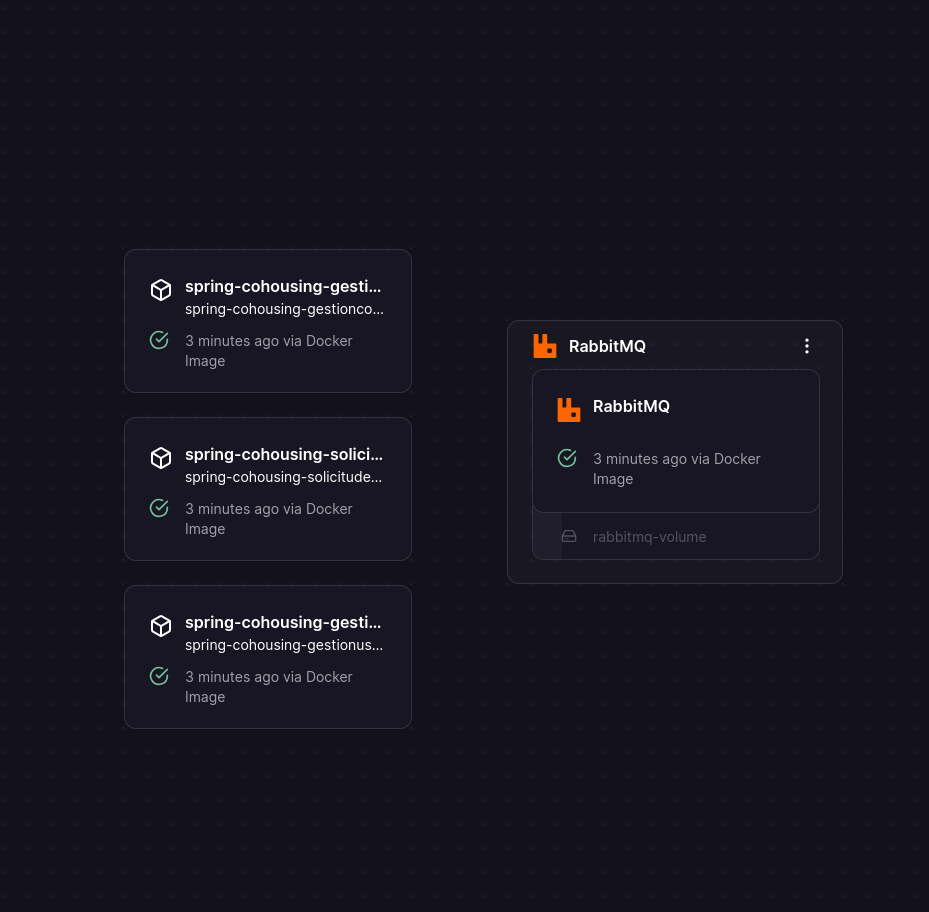 spring-cohousing-gesti...
spring-cohousing-gestionco...
3 minutes ago via Docker
Image
spring-cohousing-solici...
spring-cohousing-solicitude...
3 minutes ago via Docker
Image
spring-cohousing-gesti...
spring-cohousing-gestionus...
3 minutes ago via Docker
Image
RabbitMQ
RabbitMQ
3 minutes ago via Docker
Image
rabbitmq-volume